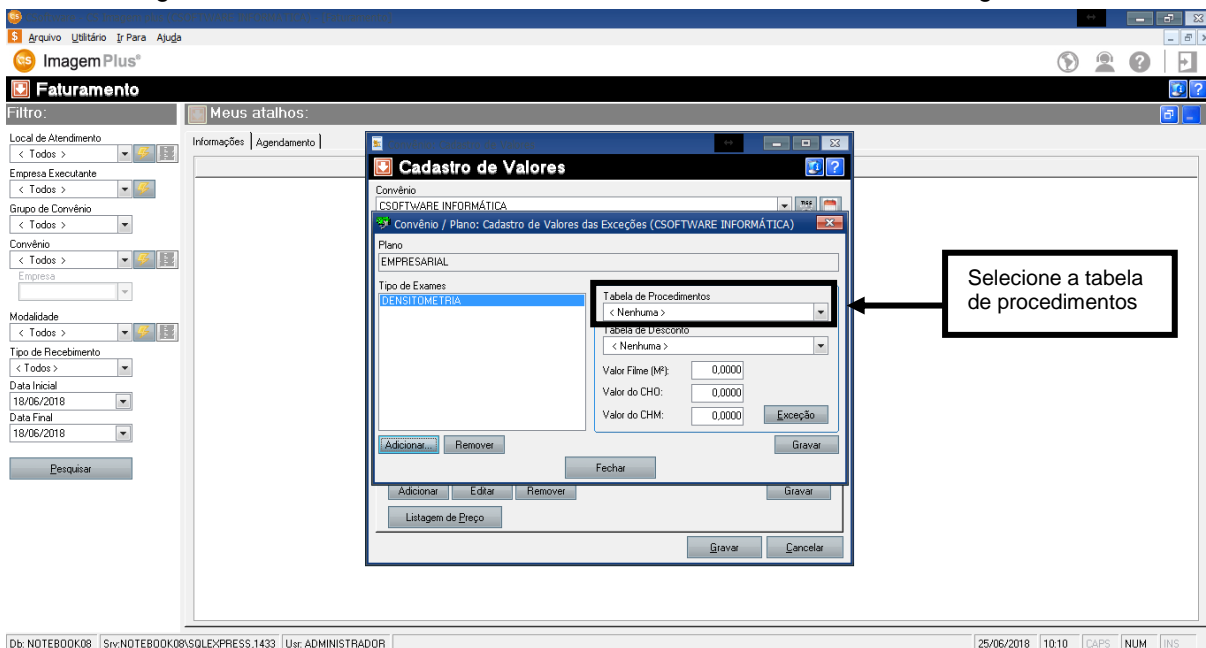 Arquivo Utilitário Ir Para Ajuda
ImagemPlus®
Faturamento
Filtro:
Meus atalhos:
Local de Atendimento
< Todos >
Empresa Executante
< Todos >
Grupo de Convênio
< Todos >
Convênio
< Todos >
Empresa
Modalidade
< Todos >
Tipo de Recebimento
< Todos >
Data Inicial
18/06/2018
Data Final
18/06/2018
Pesquisar
Informações Agendamento
Cadastro de Valores
Convênio
CSOFTWARE INFORMÁTICA
Convênio / Plano: Cadastro de Valores das Exceções (CSOFTWARE INFORMÁTICA)
Plano
EMPRESARIAL
Tipo de Exames
DENSITOMETRIA
Tabela de Procedimentos
< Nenhuma >
Tabela de Desconto
< Nenhuma >
Valor Filme (M²): 0,0000
Valor do CHO: 0,0000
Valor do CHM: 0,0000 Exceção
Adicionar... Remover Gravar
Fechar
Adicionar Editar Remover Gravar
Listagem de Preço
Gravar Cancelar
Selecione a tabela
de procedimentos
Db: NOTEBOOK08 Srv:NOTEBOOK08\SQLEXPRESS,1433 Usr: ADMINISTRADOR 25/06/2018 10:10 CAPS NUM INS